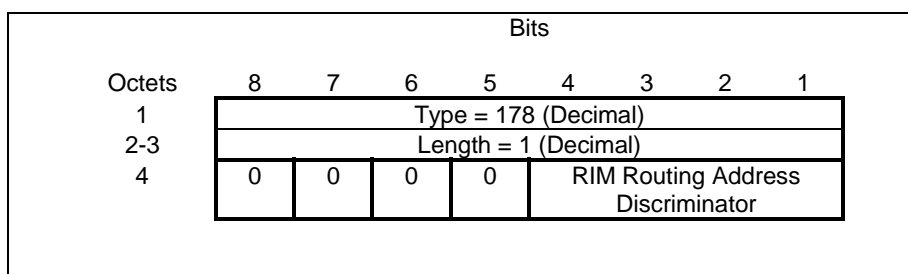 Bits
Octets 8 7 6 5 4 3 2 1
1 Type = 178 (Decimal)
2-3 Length = 1 (Decimal)
4 0 0 0 0 RIM Routing Address
Discriminator